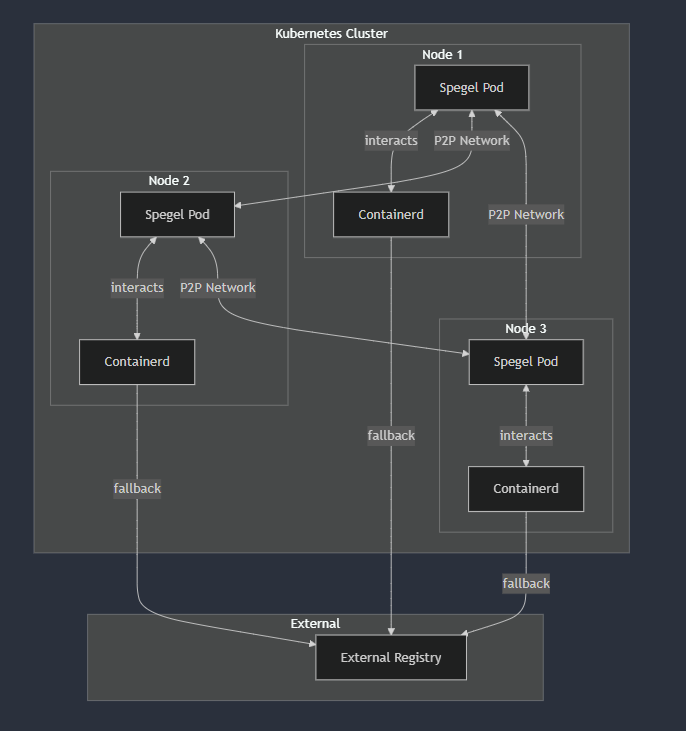 Kubernetes Cluster
Node 1
Spegel Pod
interacts
P2P Network
Node 2
Spegel Pod
Containerd
P2P Network
interacts
P2P Network
Node 3
Containerd
Spegel Pod
fallback
interacts
fallback
Containerd
fallback
External
External Registry